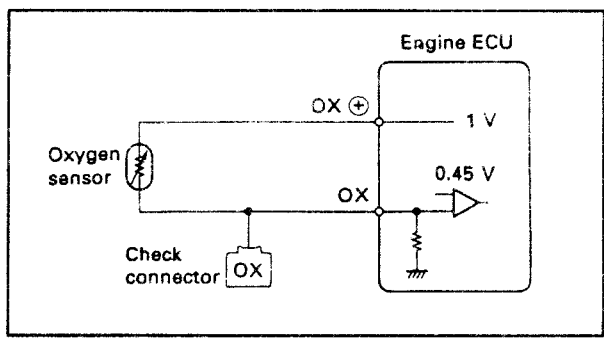 Engine ECU
OX ⊕
1 V
Oxygen
sensor
0.45 V
OX
Check
connector
OX